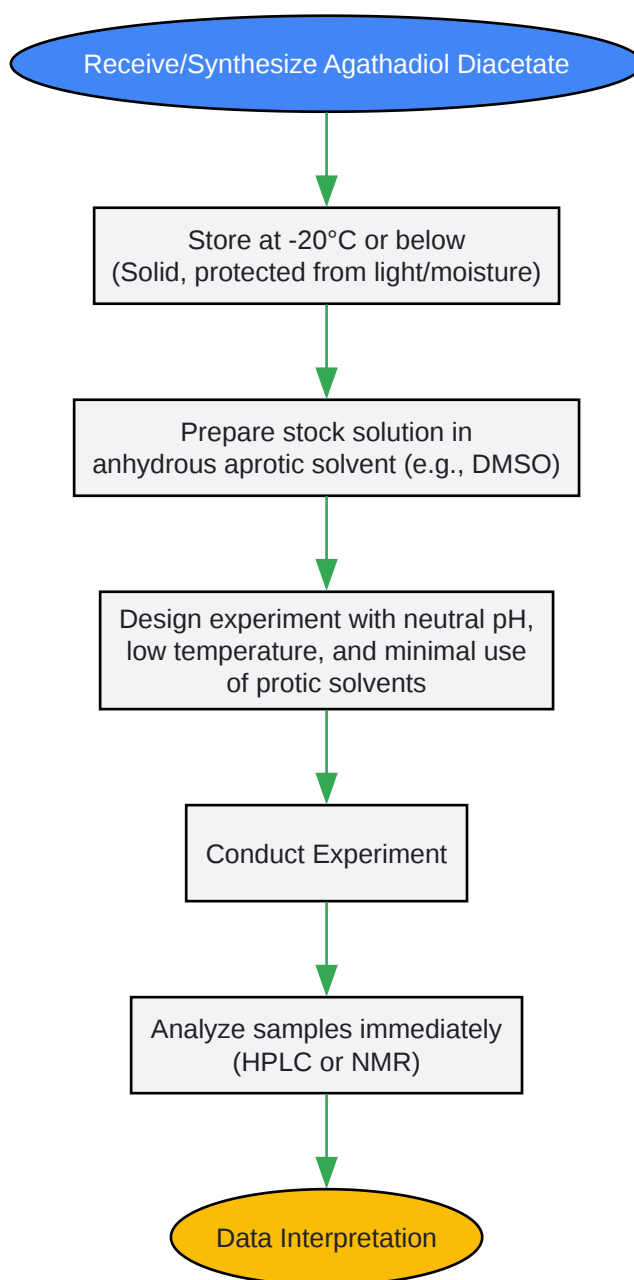 Receive/Synthesize Agathadiol Diacetate
Store at -20°C or below
(Solid, protected from light/moisture)
Prepare stock solution in
anhydrous aprotic solvent (e.g., DMSO)
Design experiment with neutral pH,
low temperature, and minimal use
of protic solvents
Conduct Experiment
Analyze samples immediately
(HPLC or NMR)
Data Interpretation